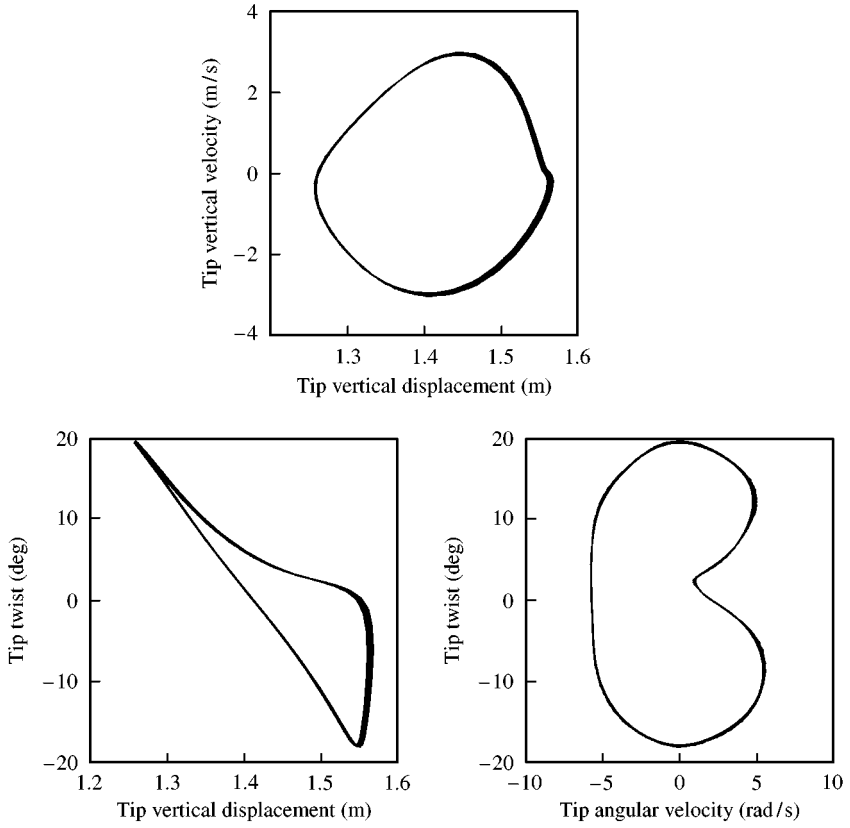 4
2
0
−2
−4
Tip vertical velocity (m/s)
1.3 1.4 1.5 1.6
Tip vertical displacement (m)
20
10
0
−10
−20
Tip twist (deg)
1.2 1.3 1.4 1.5 1.6
Tip vertical displacement (m)
20
10
0
−10
−20
Tip twist (deg)
−10 −5 0 5 10
Tip angular velocity (rad/s)